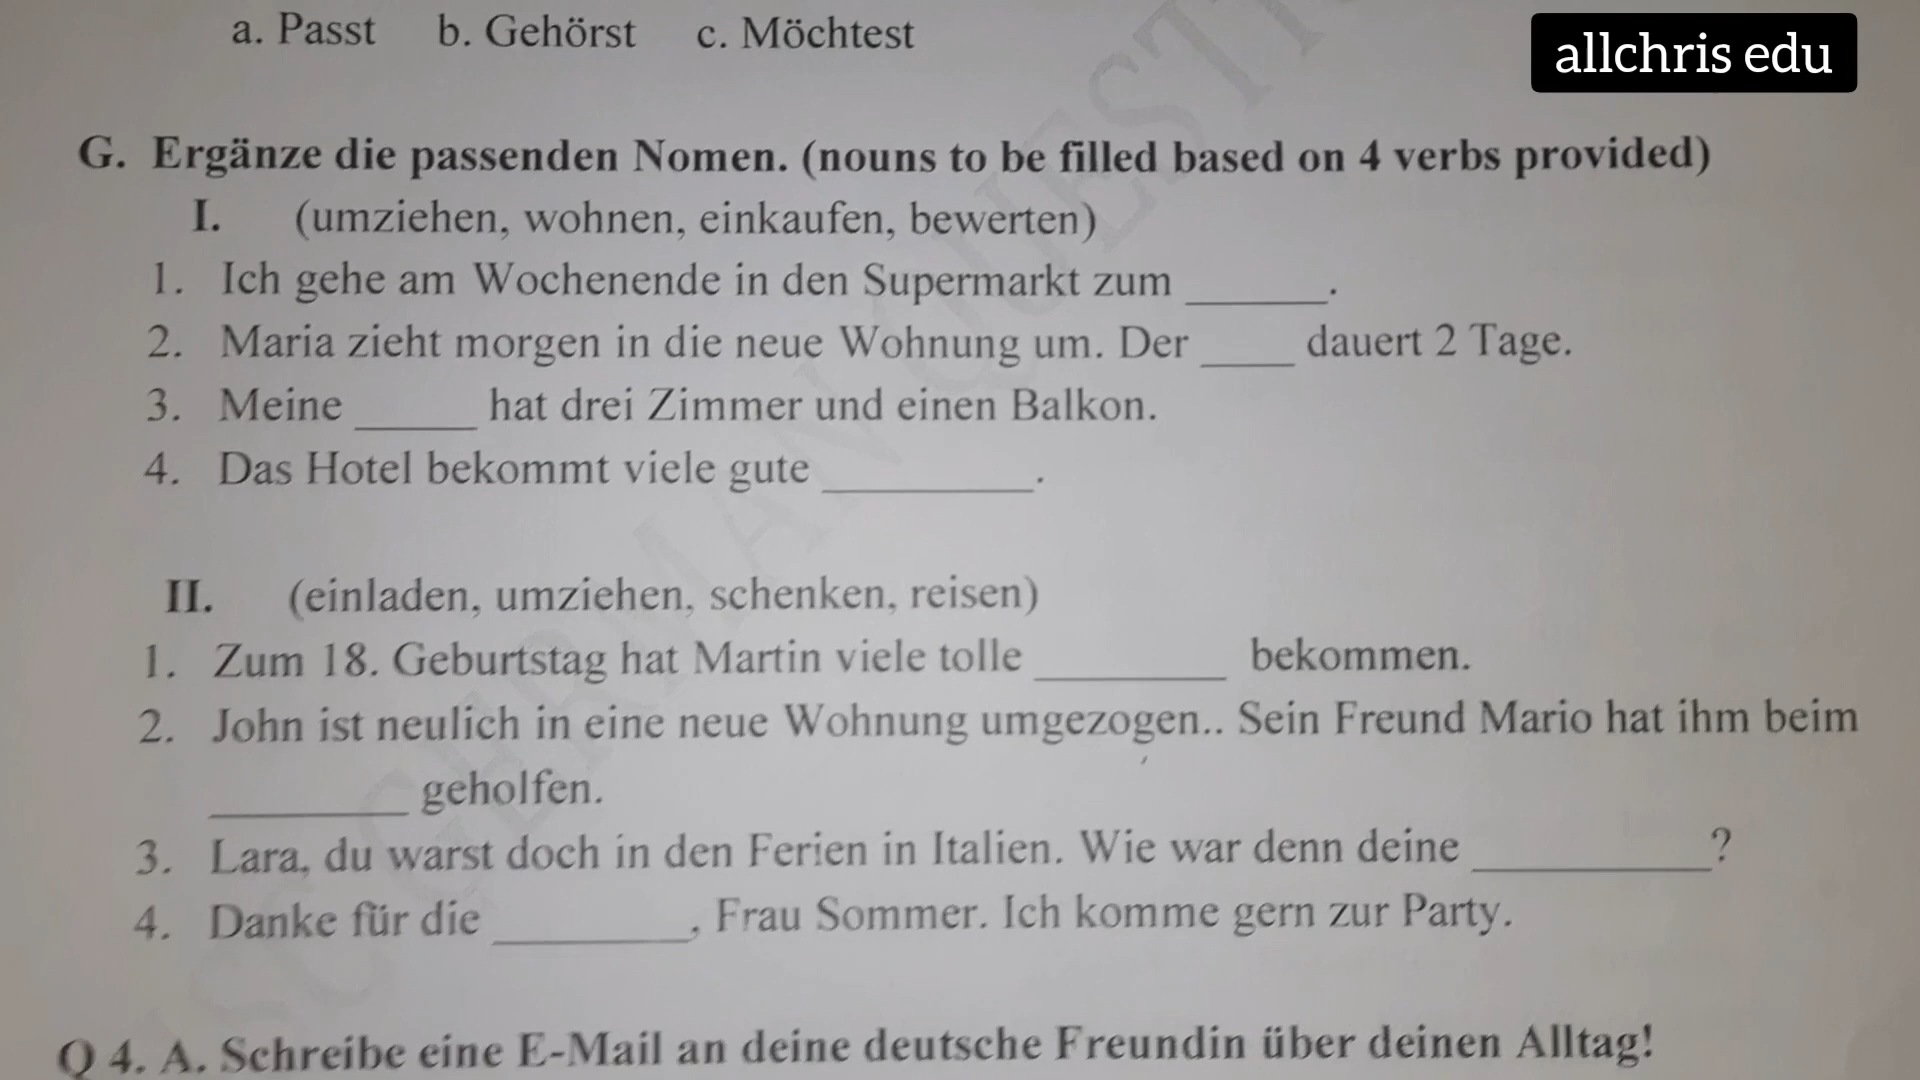 a. Passt b. Gehörst c. Möchtest
allchris edu
G. Ergänze die passenden Nomen. (nouns to be filled based on 4 verbs provided)
I. (umziehen, wohnen, einkaufen, bewerten)
1. Ich gehe am Wochenende in den Supermarkt zum ______.
2. Maria zieht morgen in die neue Wohnung um. Der ____ dauert 2 Tage.
3. Meine _____ hat drei Zimmer und einen Balkon.
4. Das Hotel bekommt viele gute _________.
II. (einladen, umziehen, schenken, reisen)
1. Zum 18. Geburtstag hat Martin viele tolle ________ bekommen.
2. John ist neulich in eine neue Wohnung umgezogen.. Sein Freund Mario hat ihm beim
________ geholfen.
3. Lara, du warst doch in den Ferien in Italien. Wie war denn deine __________?
4. Danke für die ________, Frau Sommer. Ich komme gern zur Party.
Q 4. A. Schreibe eine E-Mail an deine deutsche Freundin über deinen Alltag!